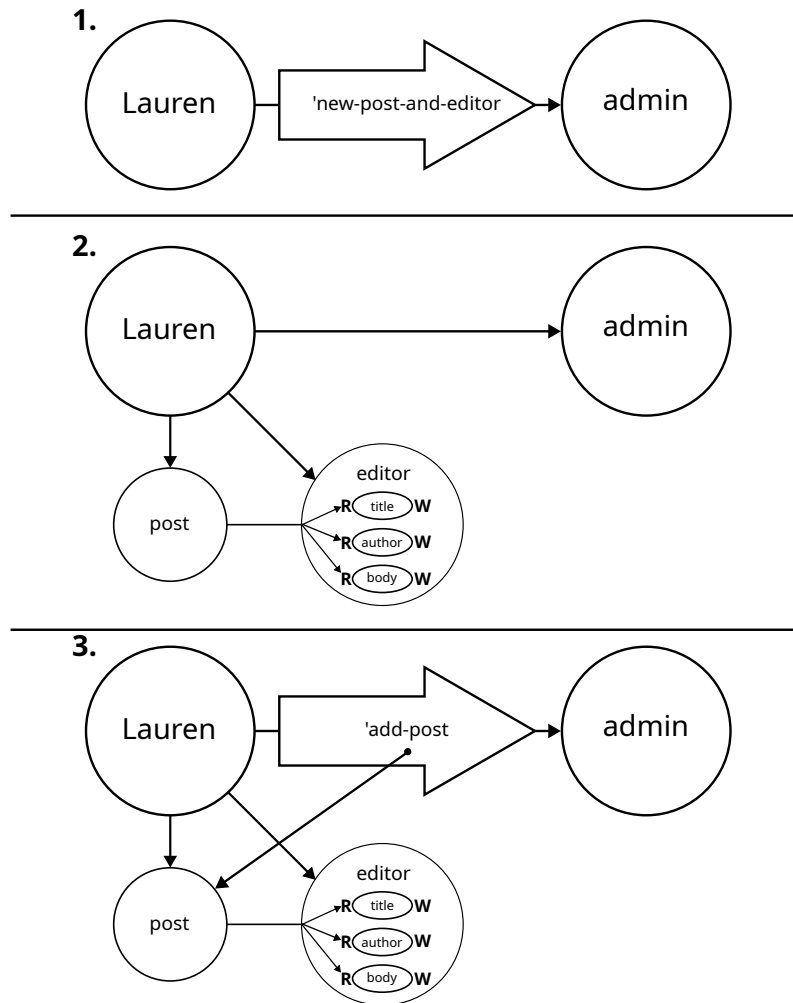 1.
Lauren
'new-post-and-editor
admin
2.
Lauren
admin
post
editor
R title W
R author W
R body W
3.
Lauren
'add-post
admin
post
editor
R title W
R author W
R body W